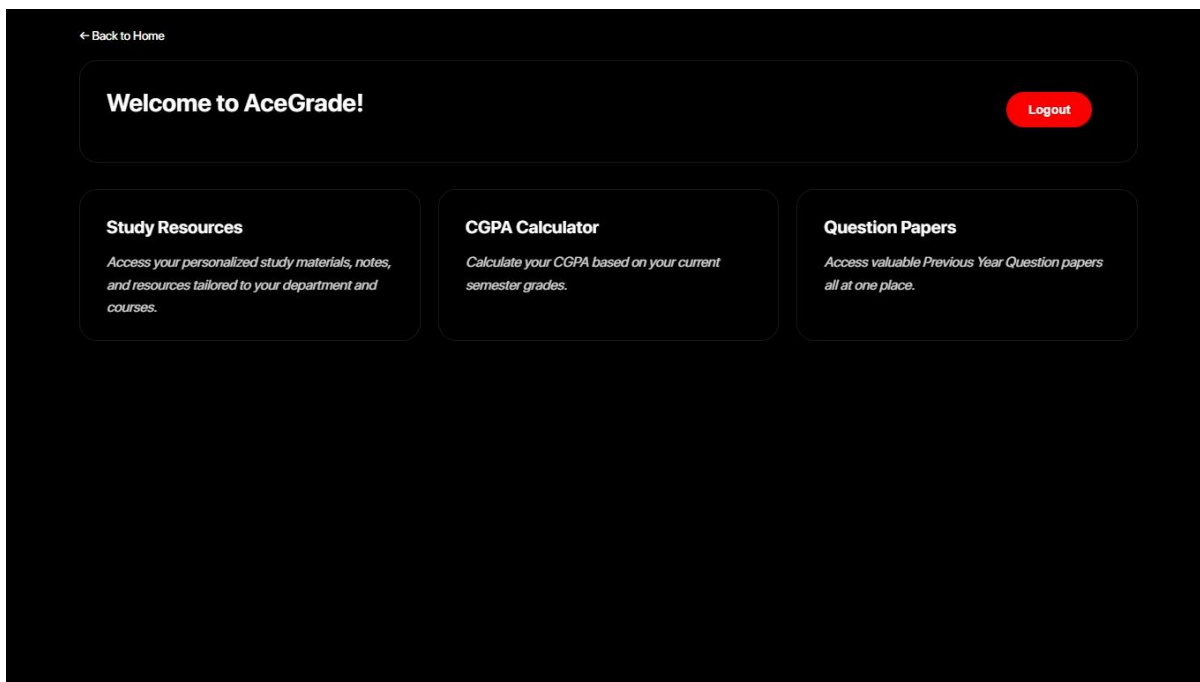 ← Back to Home
Welcome to AceGrade!
Logout
Study Resources
Access your personalized study materials, notes,
and resources tailored to your department and
courses.
CGPA Calculator
Calculate your CGPA based on your current
semester grades.
Question Papers
Access valuable Previous Year Question papers
all at one place.